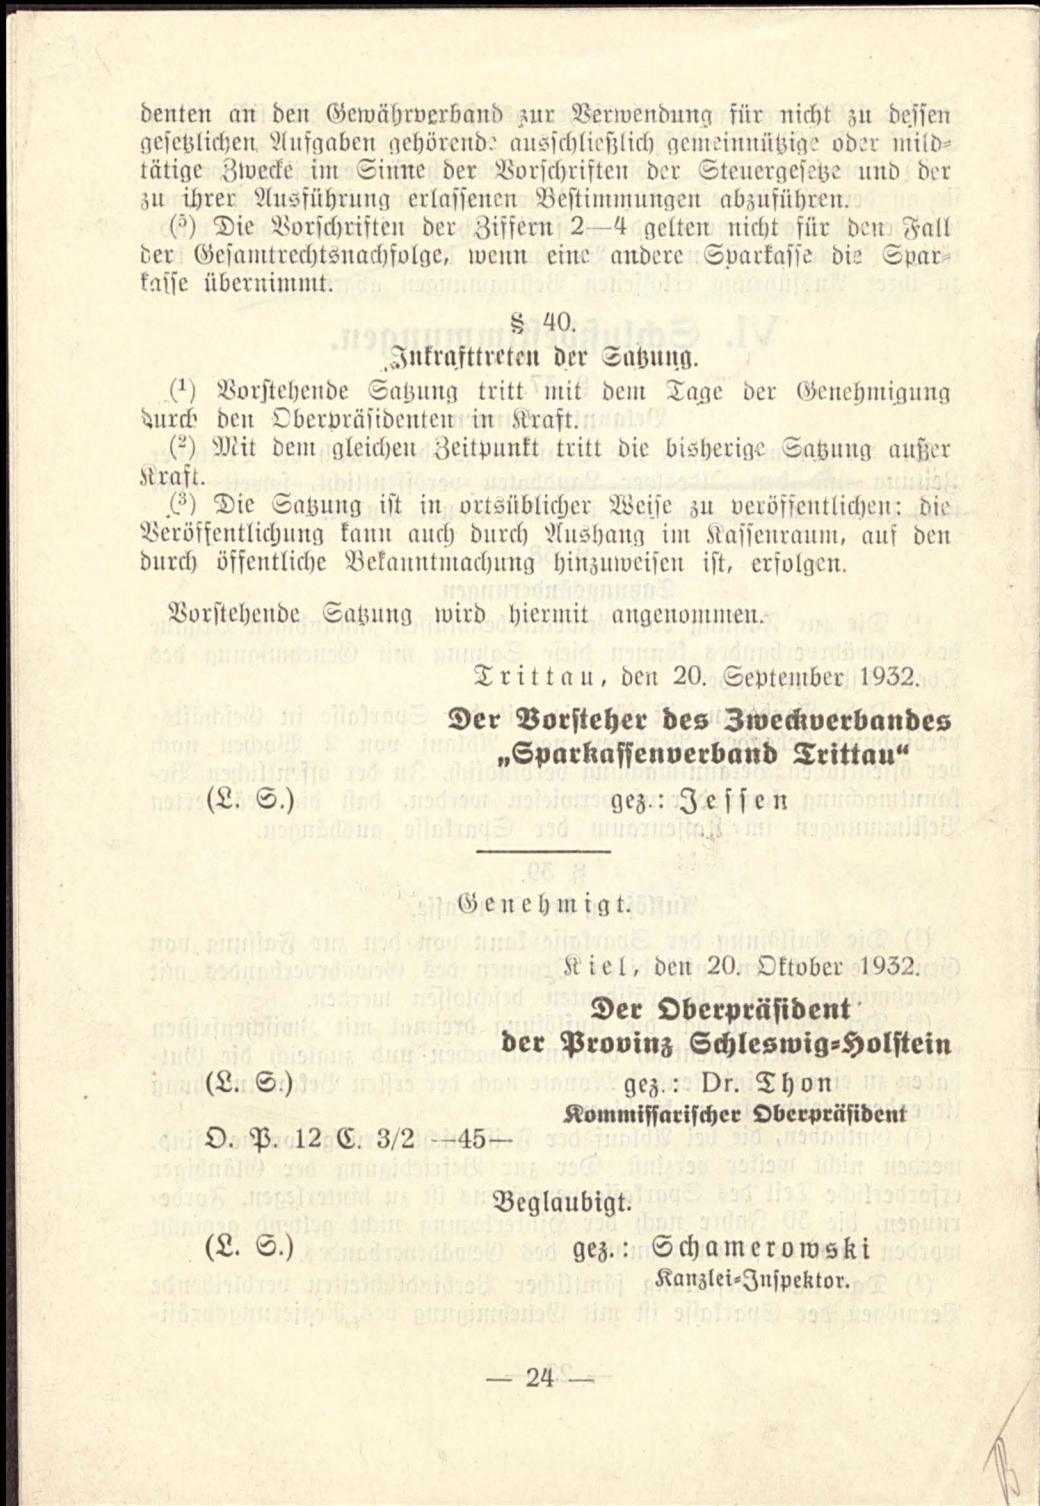 denten an den Gewährverband zur Verwendung für nicht zu dessen
gesetzlichen Aufgaben gehörende ausschließlich gemeinnützige oder mild-
tätige Zwecke im Sinne der Vorschriften der Steuergesetze und der
zu ihrer Ausführung erlassenen Bestimmungen abzuführen.
(5) Die Vorschriften der Ziffern 2—4 gelten nicht für den Fall
der Gesamtrechtsnachfolge, wenn eine andere Sparkasse die Spar-
kasse übernimmt.
§ 40.
Inkrafttreten der Satzung.
(1) Vorstehende Satzung tritt mit dem Tage der Genehmigung
durch den Oberpräsidenten in Kraft.
(2) Mit dem gleichen Zeitpunkt tritt die bisherige Satzung außer
Kraft.
(3) Die Satzung ist in ortsüblicher Weise zu veröffentlichen; die
Veröffentlichung kann auch durch Aushang im Kassenraum, auf den
durch öffentliche Bekanntmachung hinzuweisen ist, erfolgen.
Vorstehende Satzung wird hiermit angenommen.
Trittau, den 20. September 1932.
Der Vorsteher des Zweckverbandes
„Sparkassenverband Trittau“
(L. S.) gez.: Jessen
Genehmigt.
Kiel, den 20. Oktober 1932.
Der Oberpräsident
der Provinz Schleswig-Holstein
(L. S.) gez.: Dr. Thon
Kommissarischer Oberpräsident
O. P. 12 C. 3/2 —45—
Beglaubigt.
(L. S.) gez.: Schamerowski
Kanzlei-Inspektor.
— 24 —